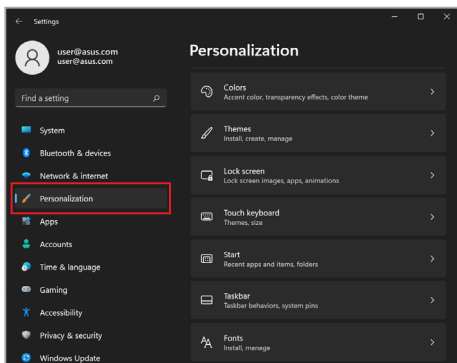 Settings
user@asus.com
user@asus.com
Find a setting
System
Bluetooth & devices
Network & internet
Personalization
Apps
Accounts
Time & language
Gaming
Accessibility
Privacy & security
Windows Update
Personalization
Colors
Accent color, transparency effects, color theme
Themes
Install, create, manage
Lock screen
Lock screen images, apps, animations
Touch keyboard
Themes, size
Start
Recent apps and items, folders
Taskbar
Taskbar behaviors, system pins
Fonts
Install, manage